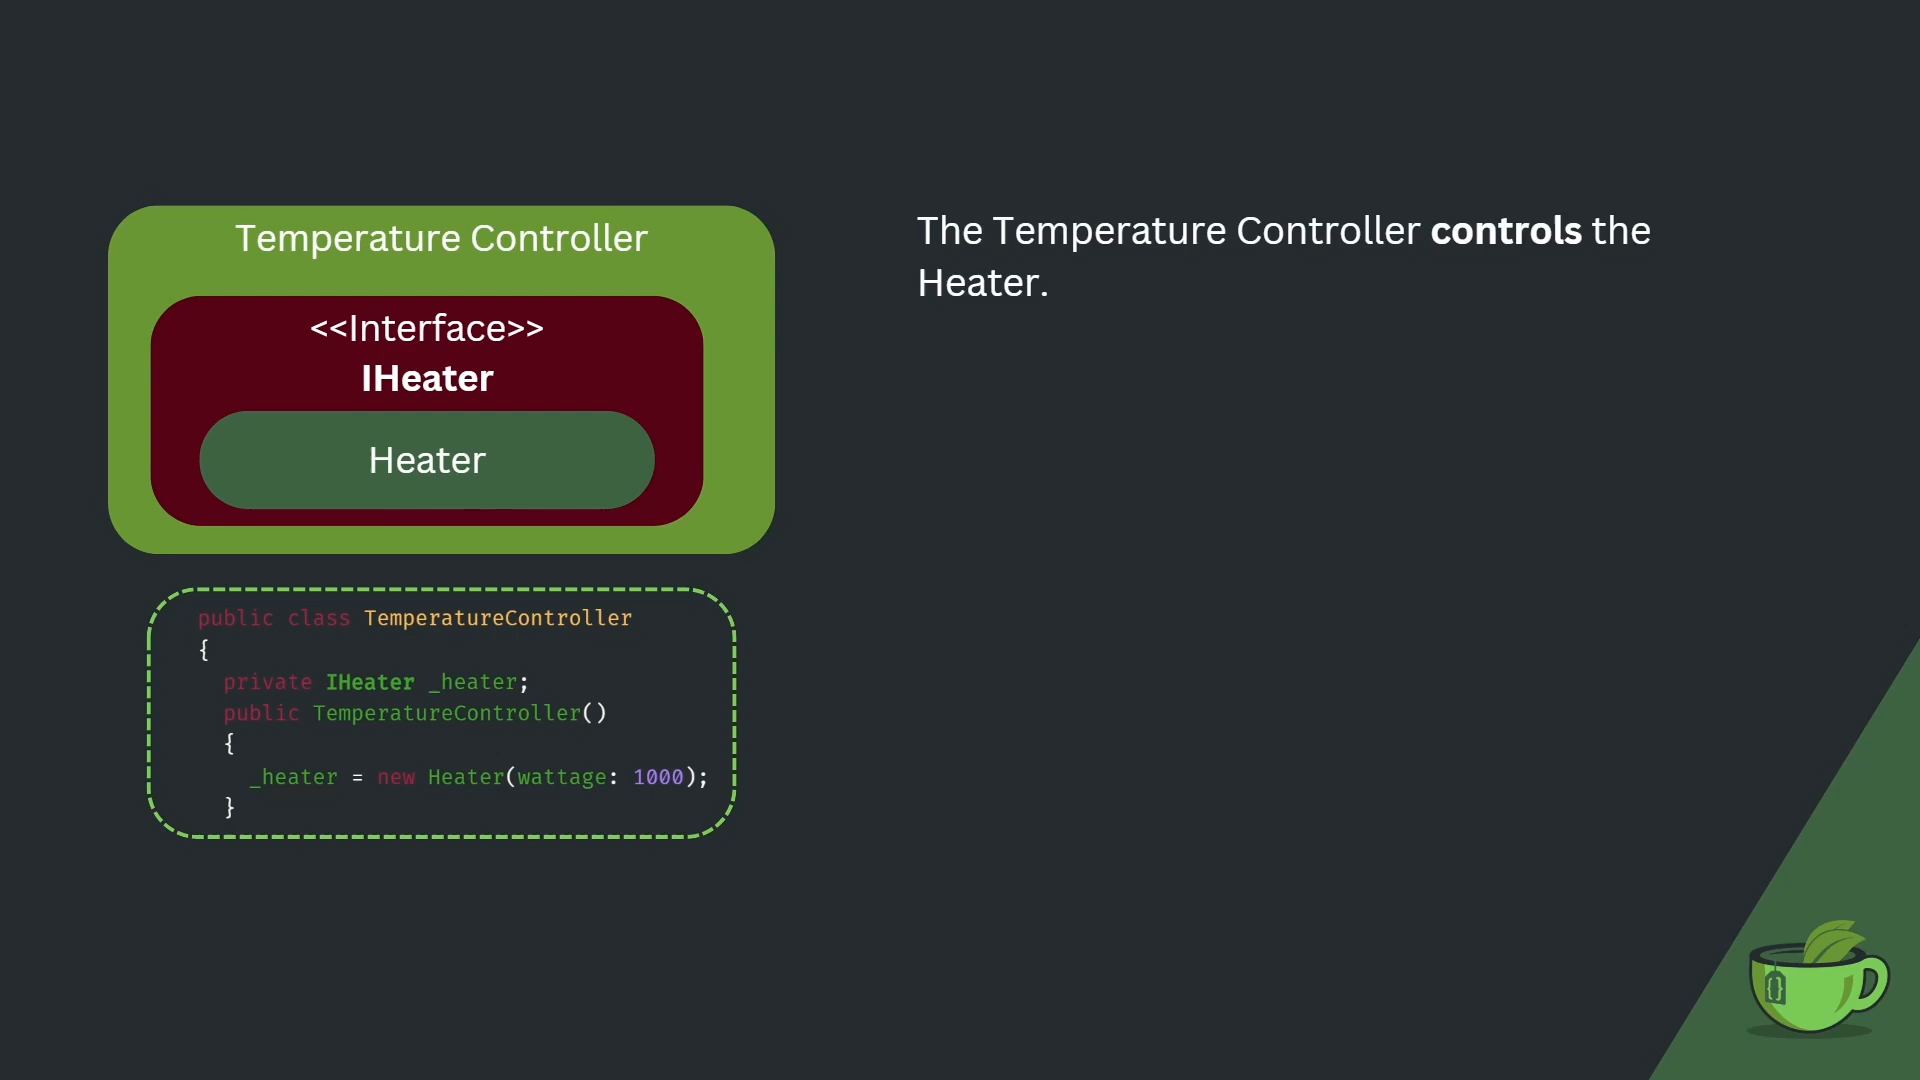 Temperature Controller
<<Interface>>
IHeater
Heater
public class TemperatureController
{
private IHeater _heater;
public TemperatureController()
{
_heater = new Heater(wattage: 1000);
}
The Temperature Controller controls the
Heater.
{}